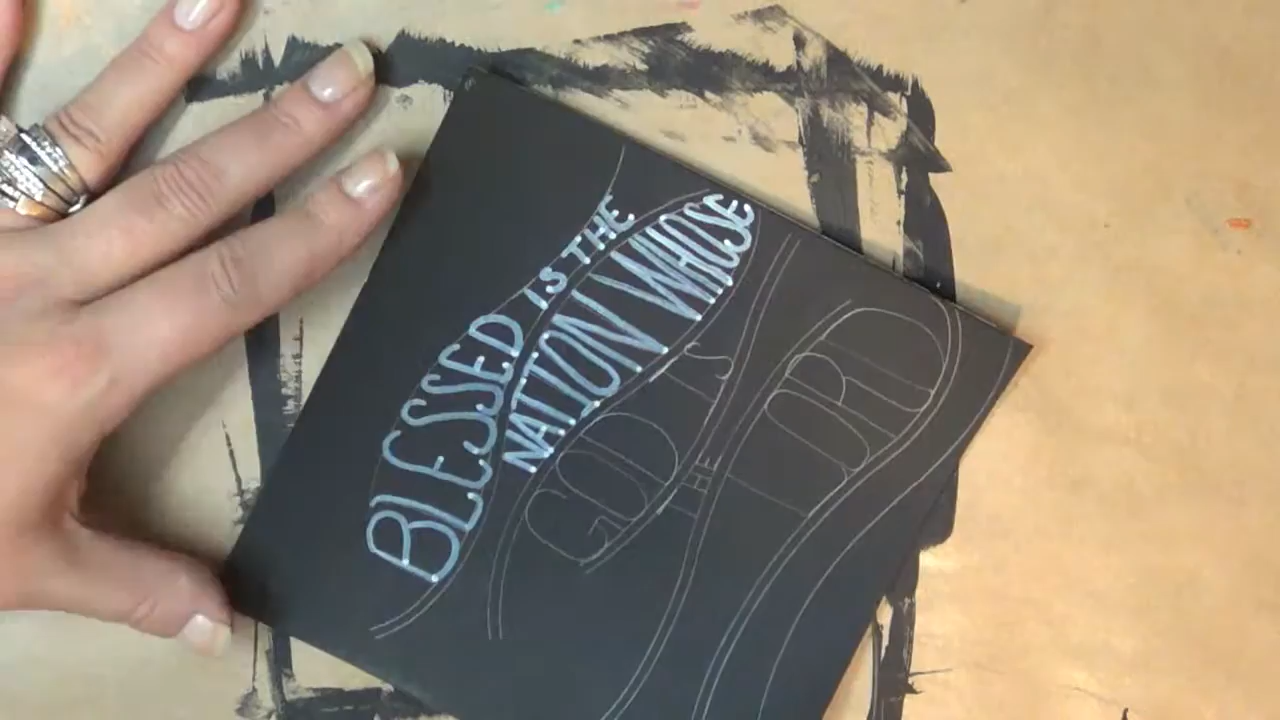 BLESSED IS THE
NATION WHOSE
GOD IS
THE
LORD